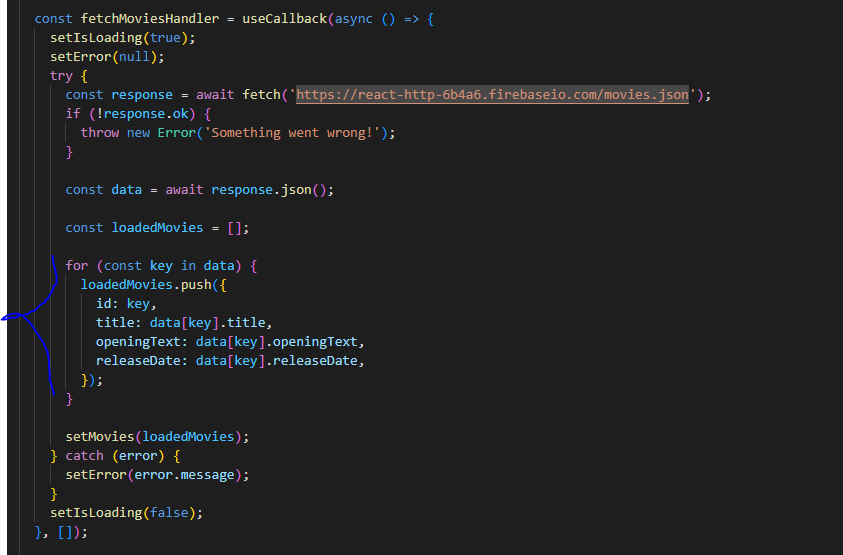 const fetchMoviesHandler = useCallback(async () => {
setIsLoading(true);
setError(null);
try {
const response = await fetch('https://react-http-6b4a6.firebaseio.com/movies.json');
if (!response.ok) {
throw new Error('Something went wrong!');
}
const data = await response.json();
const loadedMovies = [];
for (const key in data) {
loadedMovies.push({
id: key,
title: data[key].title,
openingText: data[key].openingText,
releaseDate: data[key].releaseDate,
});
}
setMovies(loadedMovies);
} catch (error) {
setError(error.message);
}
setIsLoading(false);
}, []);